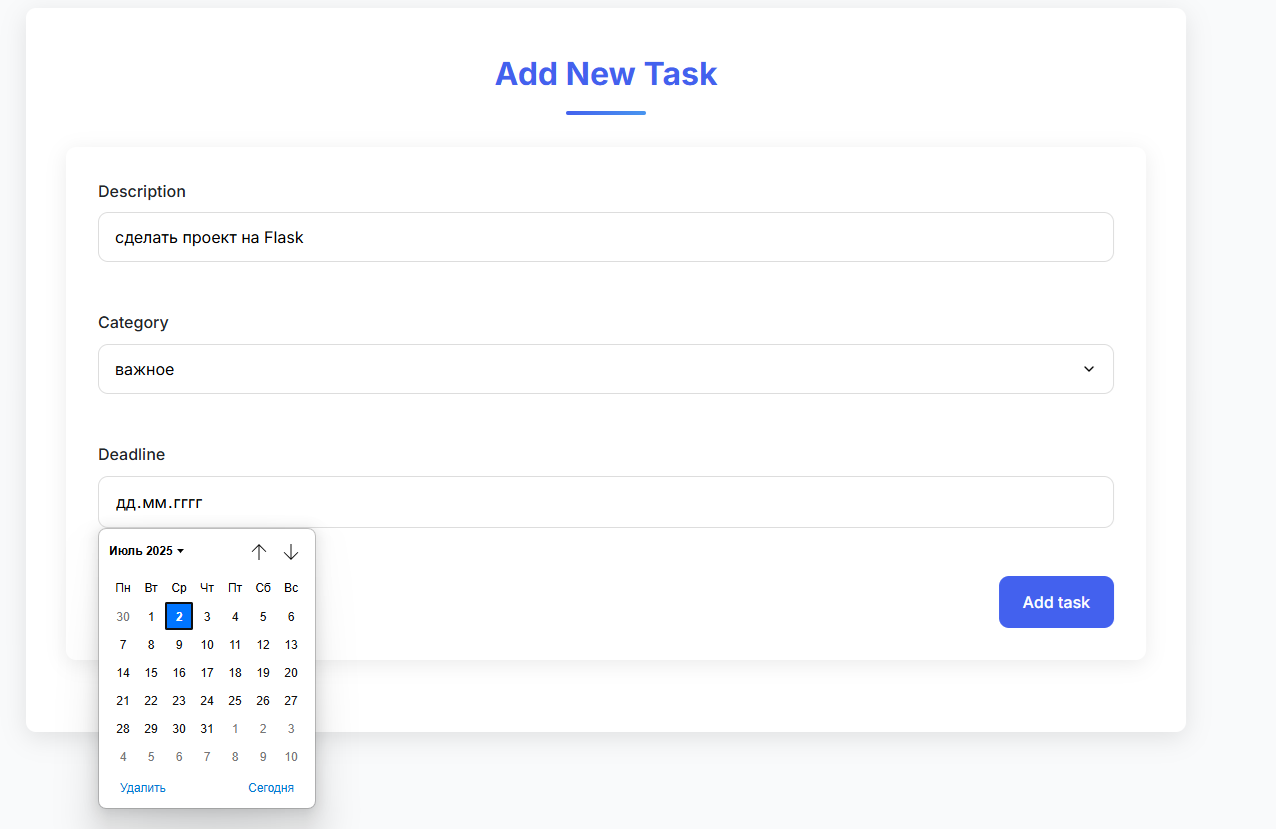 Add New Task
Description
сделать проект на Flask
Category
важное
Deadline
дд.мм.гггг
Июль 2025
Пн Вт Ср Чт Пт Сб Вс
30 1 2 3 4 5 6
7 8 9 10 11 12 13
14 15 16 17 18 19 20
21 22 23 24 25 26 27
28 29 30 31 1 2 3
4 5 6 7 8 9 10
Удалить Сегодня
Add task